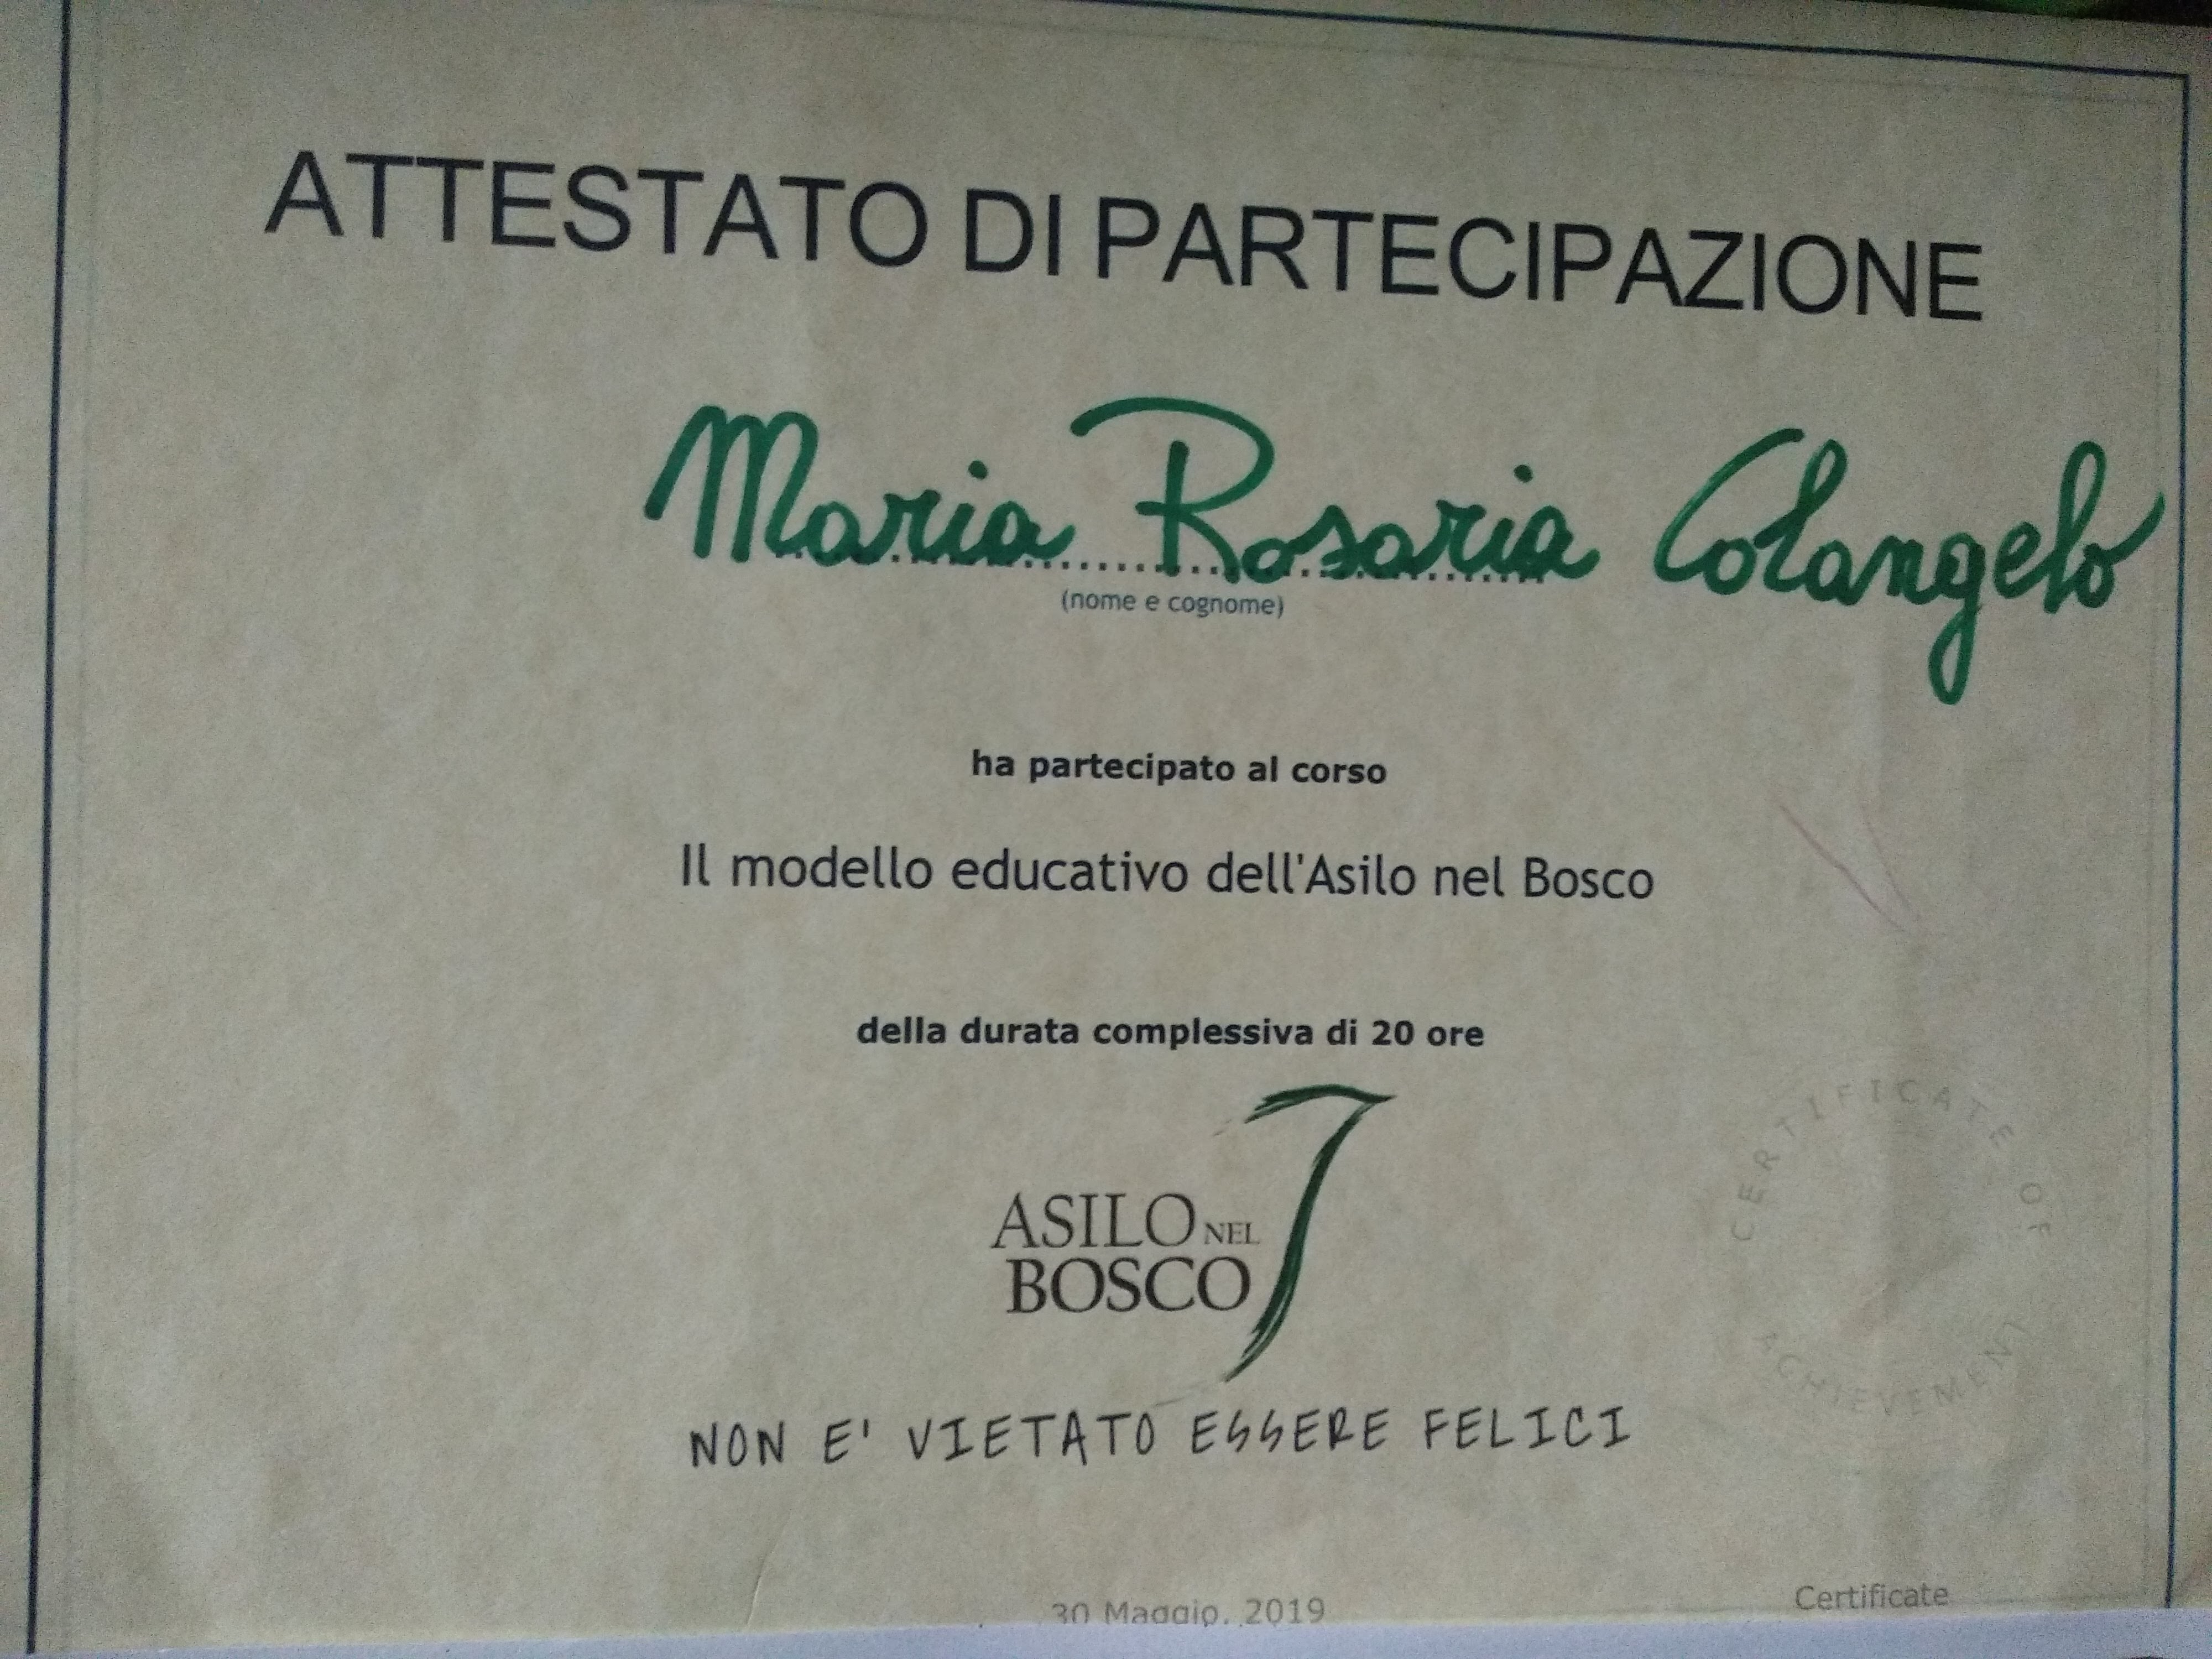 ATTESTATO DI PARTECIPAZIONE
Maria Rosaria Colangelo
(nome e cognome)
ha partecipato al corso
Il modello educativo dell'Asilo nel Bosco
della durata complessiva di 20 ore
ASILO NEL
BOSCO
CERTIFICATE OF
ACHIEVEMENT
NON E' VIETATO ESSERE FELICI
30 Maggio, 2019
Certificate